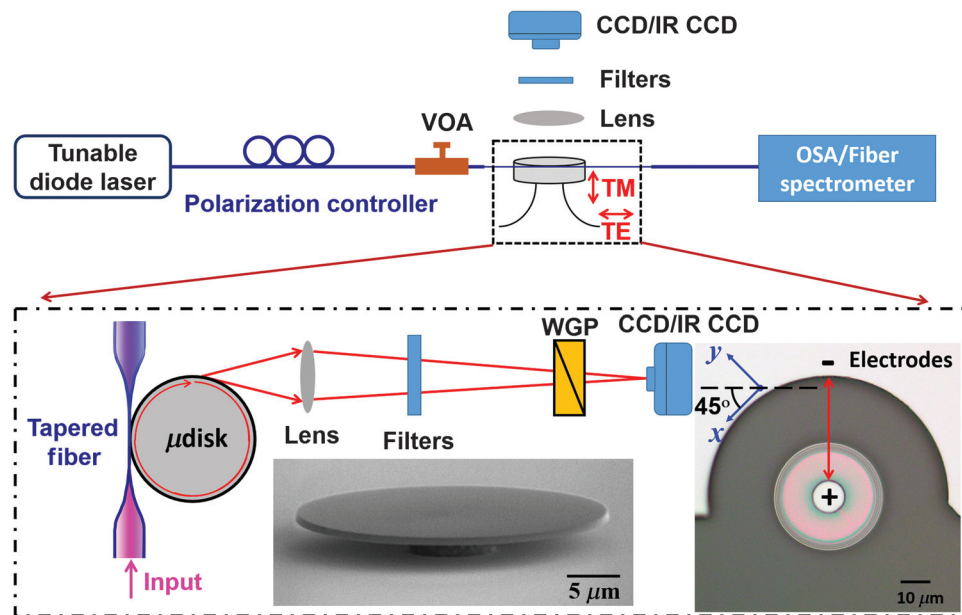 CCD/IR CCD
Filters
Lens
VOA
Tunable
diode laser
Polarization controller
TM
TE
OSA/Fiber
spectrometer
WGP
CCD/IR CCD
Tapered
fiber
μdisk
Lens
Filters
Input
5 μm
- Electrodes
y
45°
x
+
10 μm